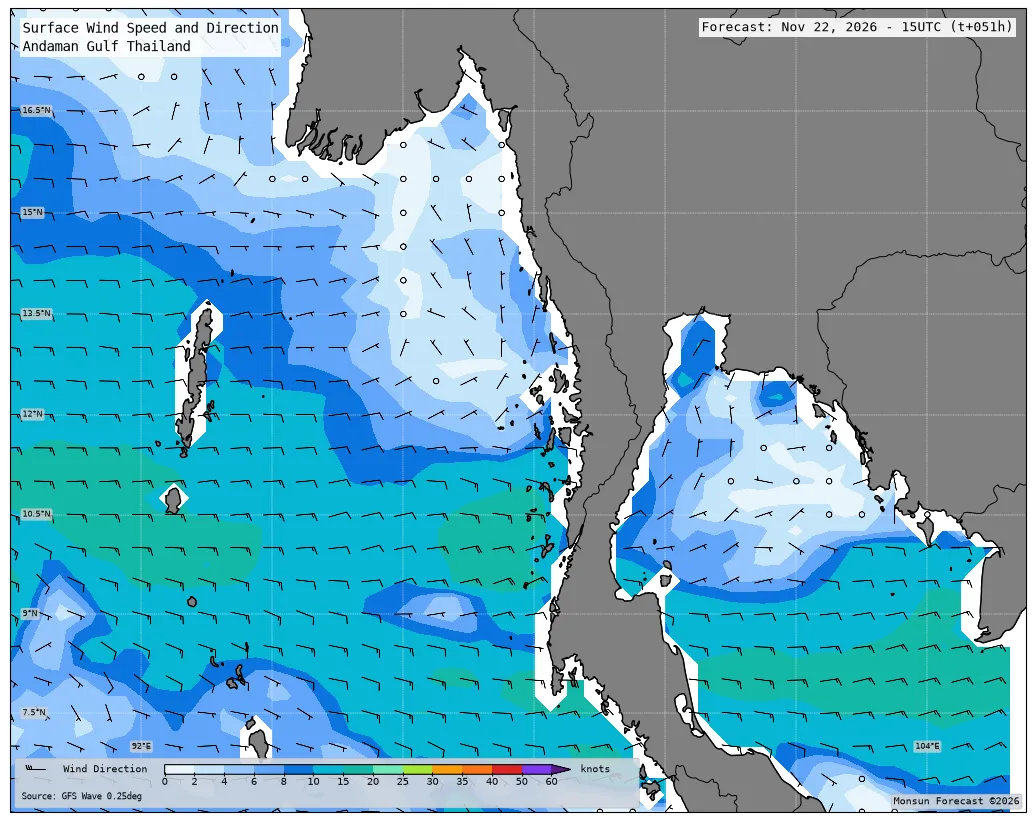 Surface Wind Speed and Direction
Andaman Gulf Thailand
Forecast: Nov 22, 2026 - 15UTC (t+051h)
16.5°N
15°N
13.5°N
12°N
10.5°N
9°N
7.5°N
92°E
104°E
Wind Direction
0 2 4 6 8 10 15 20 25 30 35 40 50 60
knots
Source: GFS Wave 0.25deg
Monsun Forecast ©2026